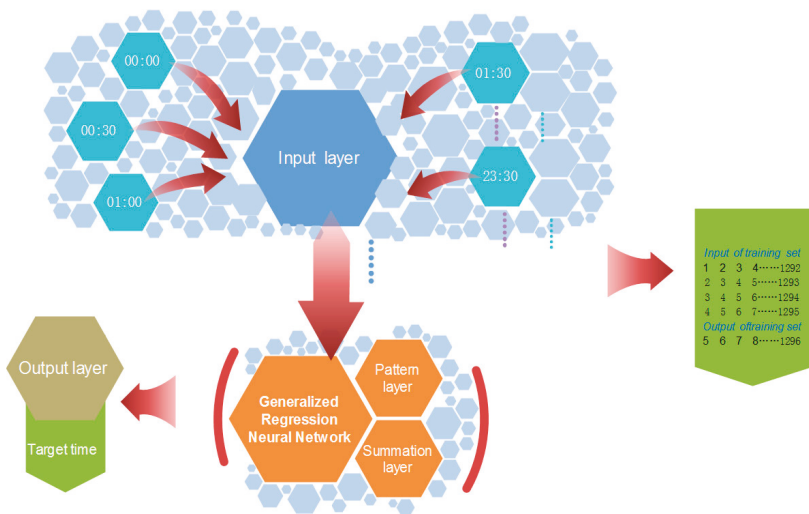 00:00
00:30
01:00
Input layer
01:30
23:30
Input of training set
1 2 3 4······1292
2 3 4 5······1293
3 4 5 6······1294
4 5 6 7······1295
Output oftraining set
5 6 7 8······1296
Output layer
Target time
Generalized
Regression
Neural Network
Pattern
layer
Summation
layer